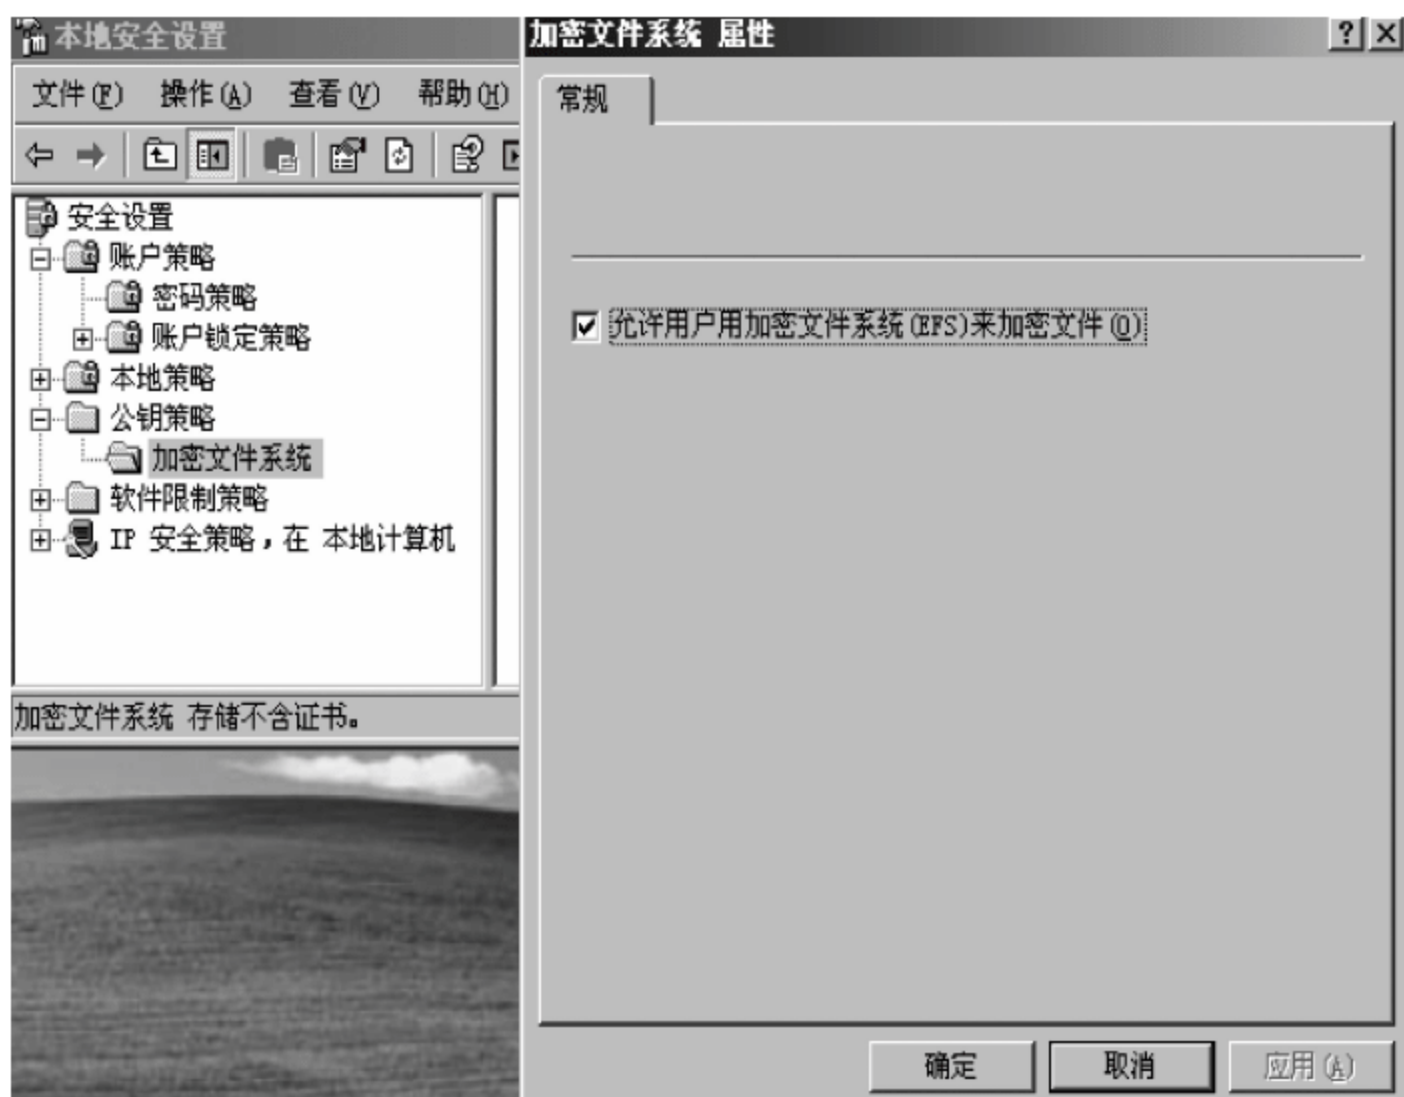 本地安全设置
文件(F) 操作(A) 查看(V) 帮助(H)
安全设置
账户策略
密码策略
账户锁定策略
本地策略
公钥策略
加密文件系统
软件限制策略
IP 安全策略，在 本地计算机
加密文件系统 存储不含证书。
加密文件系统 属性
常规
允许用户用加密文件系统(EFS)来加密文件(O)
确定 取消 应用(A)